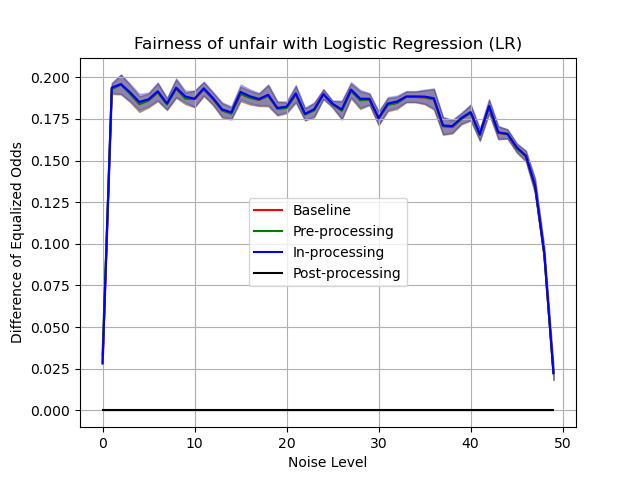 Fairness of unfair with Logistic Regression (LR)
Difference of Equalized Odds
0.200
0.175
0.150
0.125
0.100
0.075
0.050
0.025
0.000
Baseline
Pre-processing
In-processing
Post-processing
0 10 20 30 40 50
Noise Level